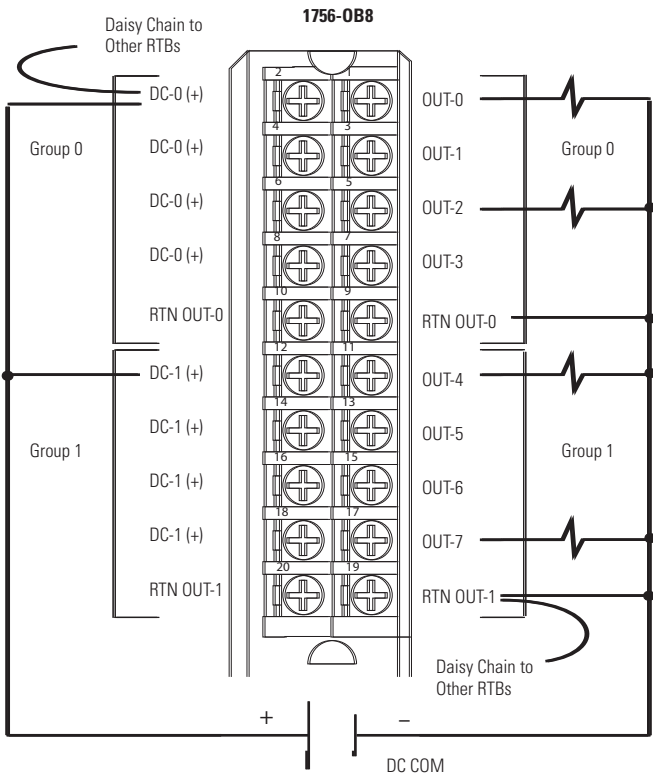 1756-OB8
Daisy Chain to
Other RTBs
2 1
DC-0 (+) OUT-0
4 3
Group 0 DC-0 (+) OUT-1 Group 0
6 5
DC-0 (+) OUT-2
8 7
DC-0 (+) OUT-3
10 9
RTN OUT-0 RTN OUT-0
12 11
DC-1 (+) OUT-4
14 13
DC-1 (+) OUT-5
Group 1 Group 1
16 15
DC-1 (+) OUT-6
18 17
DC-1 (+) OUT-7
20 19
RTN OUT-1 RTN OUT-1
Daisy Chain to
Other RTBs
+ –
DC COM